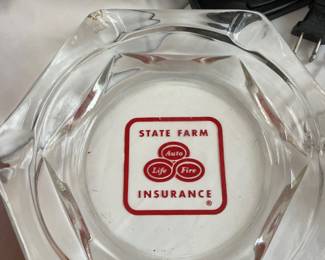 STATE FARM
Auto
Life Fire
INSURANCE
®